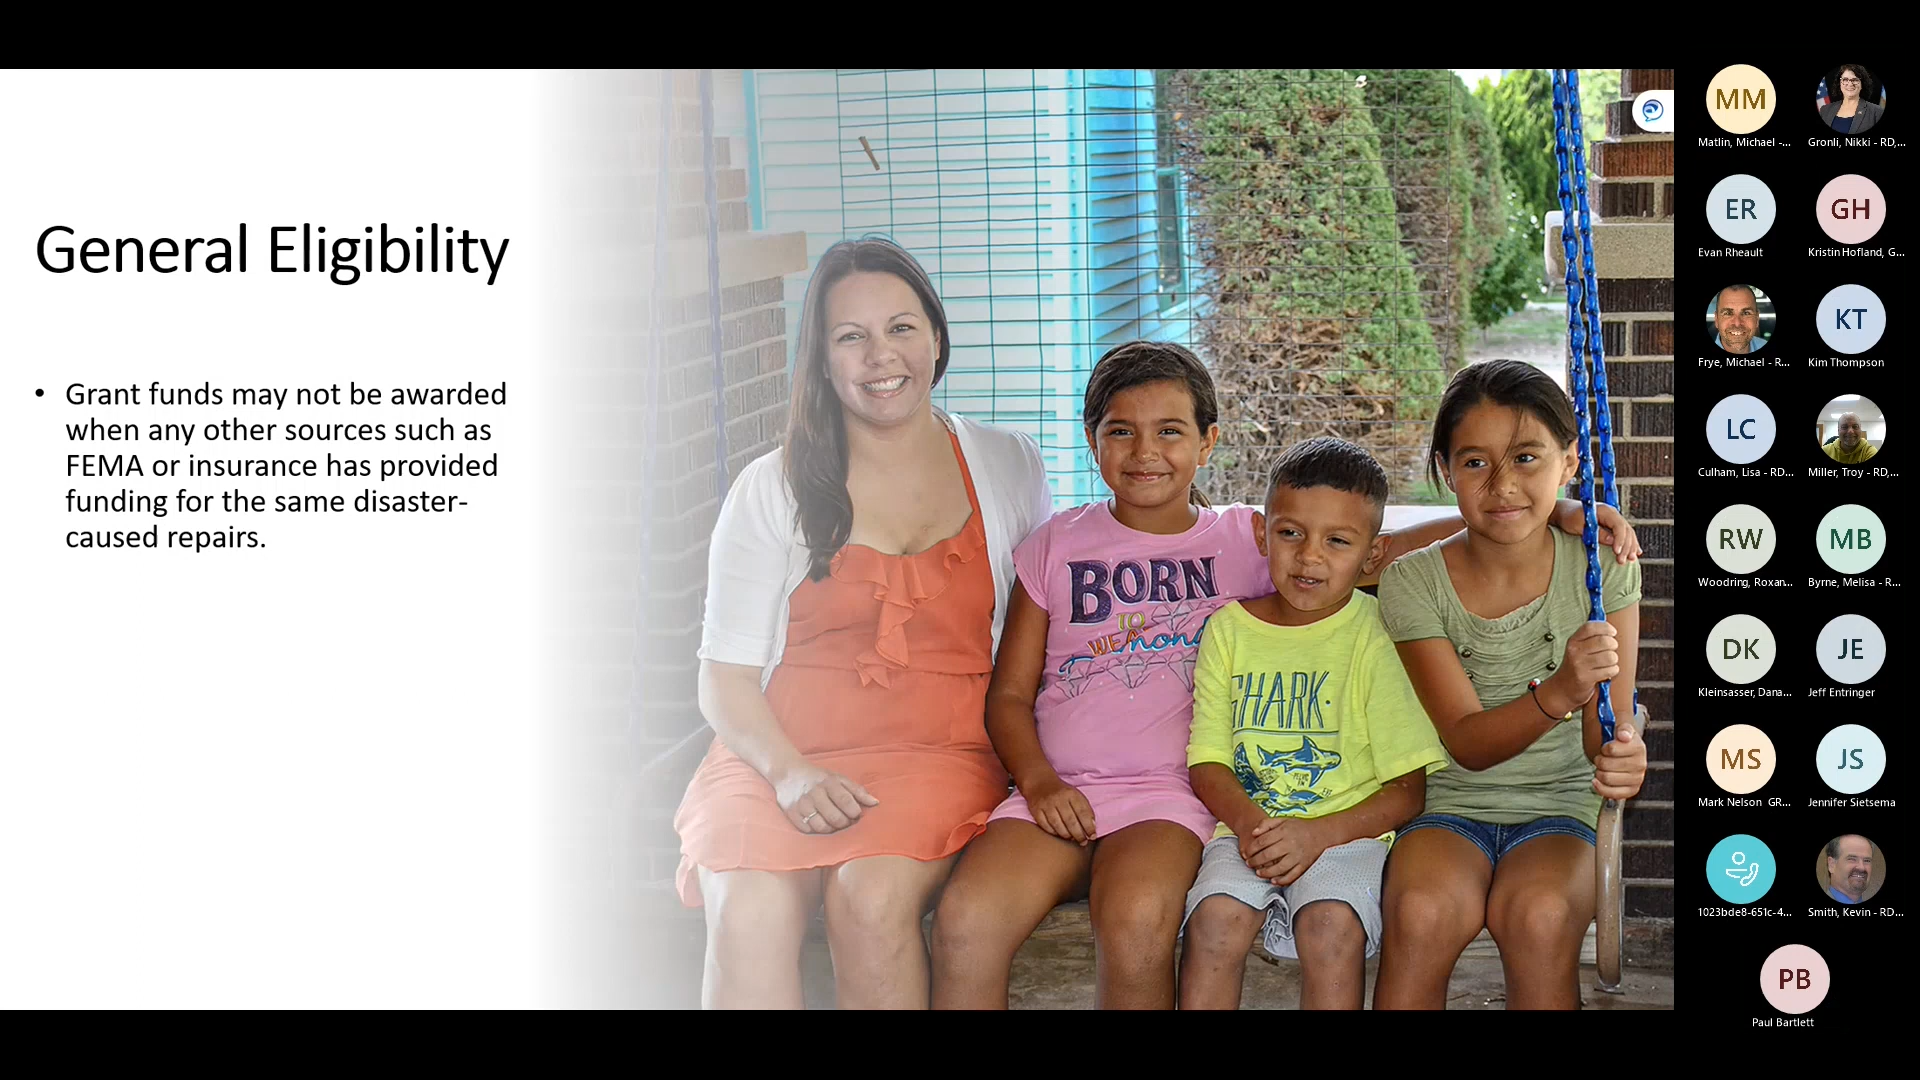 General Eligibility
• Grant funds may not be awarded
when any other sources such as
FEMA or insurance has provided
funding for the same disaster-
caused repairs.
BORN
TO
WEA
Diamonds
SHARK
MM
Matlin, Michael -...
Gronli, Nikki - RD,...
ER
Evan Rheault
GH
Kristin Hofland, G...
Frye, Michael - R...
KT
Kim Thompson
LC
Culham, Lisa - RD...
Miller, Troy - RD,...
RW
Woodring, Roxan...
MB
Byrne, Melisa - R...
DK
Kleinsasser, Dana...
JE
Jeff Entringer
MS
Mark Nelson GR...
JS
Jennifer Sietsema
1023bde8-651c-4...
Smith, Kevin - RD...
PB
Paul Bartlett